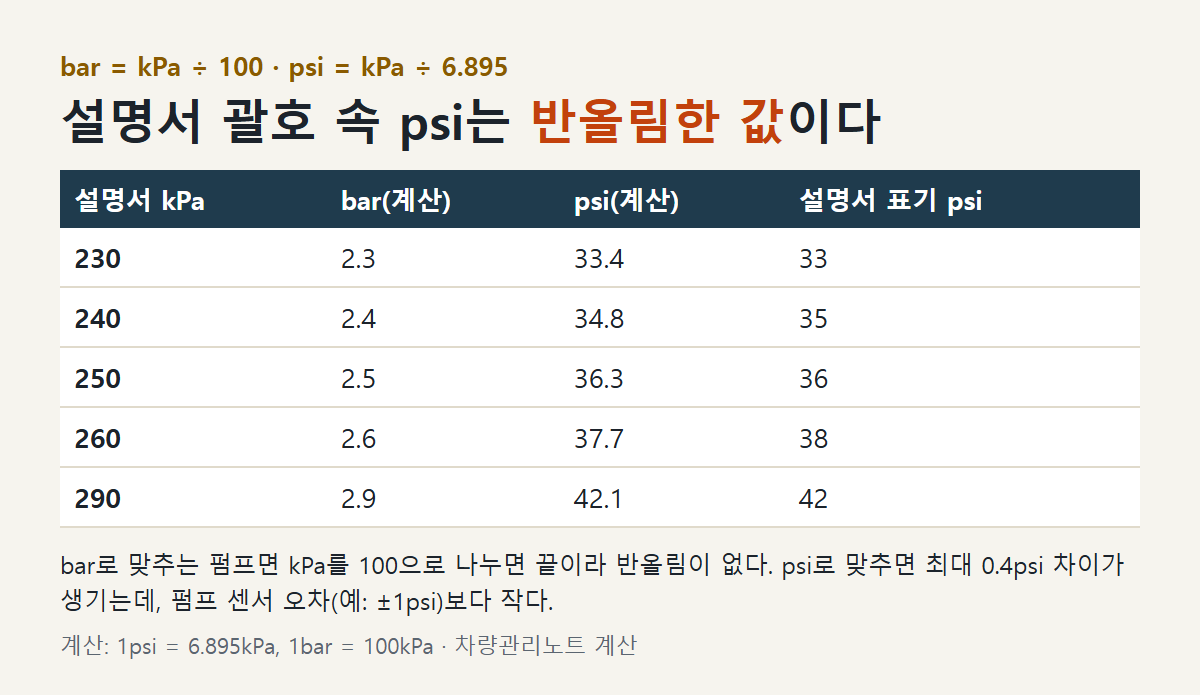 bar = kPa ÷ 100 · psi = kPa ÷ 6.895
설명서 괄호 속 psi는 반올림한 값이다
설명서 kPa bar(계산) psi(계산) 설명서 표기 psi
230 2.3 33.4 33
240 2.4 34.8 35
250 2.5 36.3 36
260 2.6 37.7 38
290 2.9 42.1 42
bar로 맞추는 펌프면 kPa를 100으로 나누면 끝이라 반올림이 없다. psi로 맞추면 최대 0.4psi 차이가
생기는데, 펌프 센서 오차(예: ±1psi)보다 작다.
계산: 1psi = 6.895kPa, 1bar = 100kPa · 차량관리노트 계산